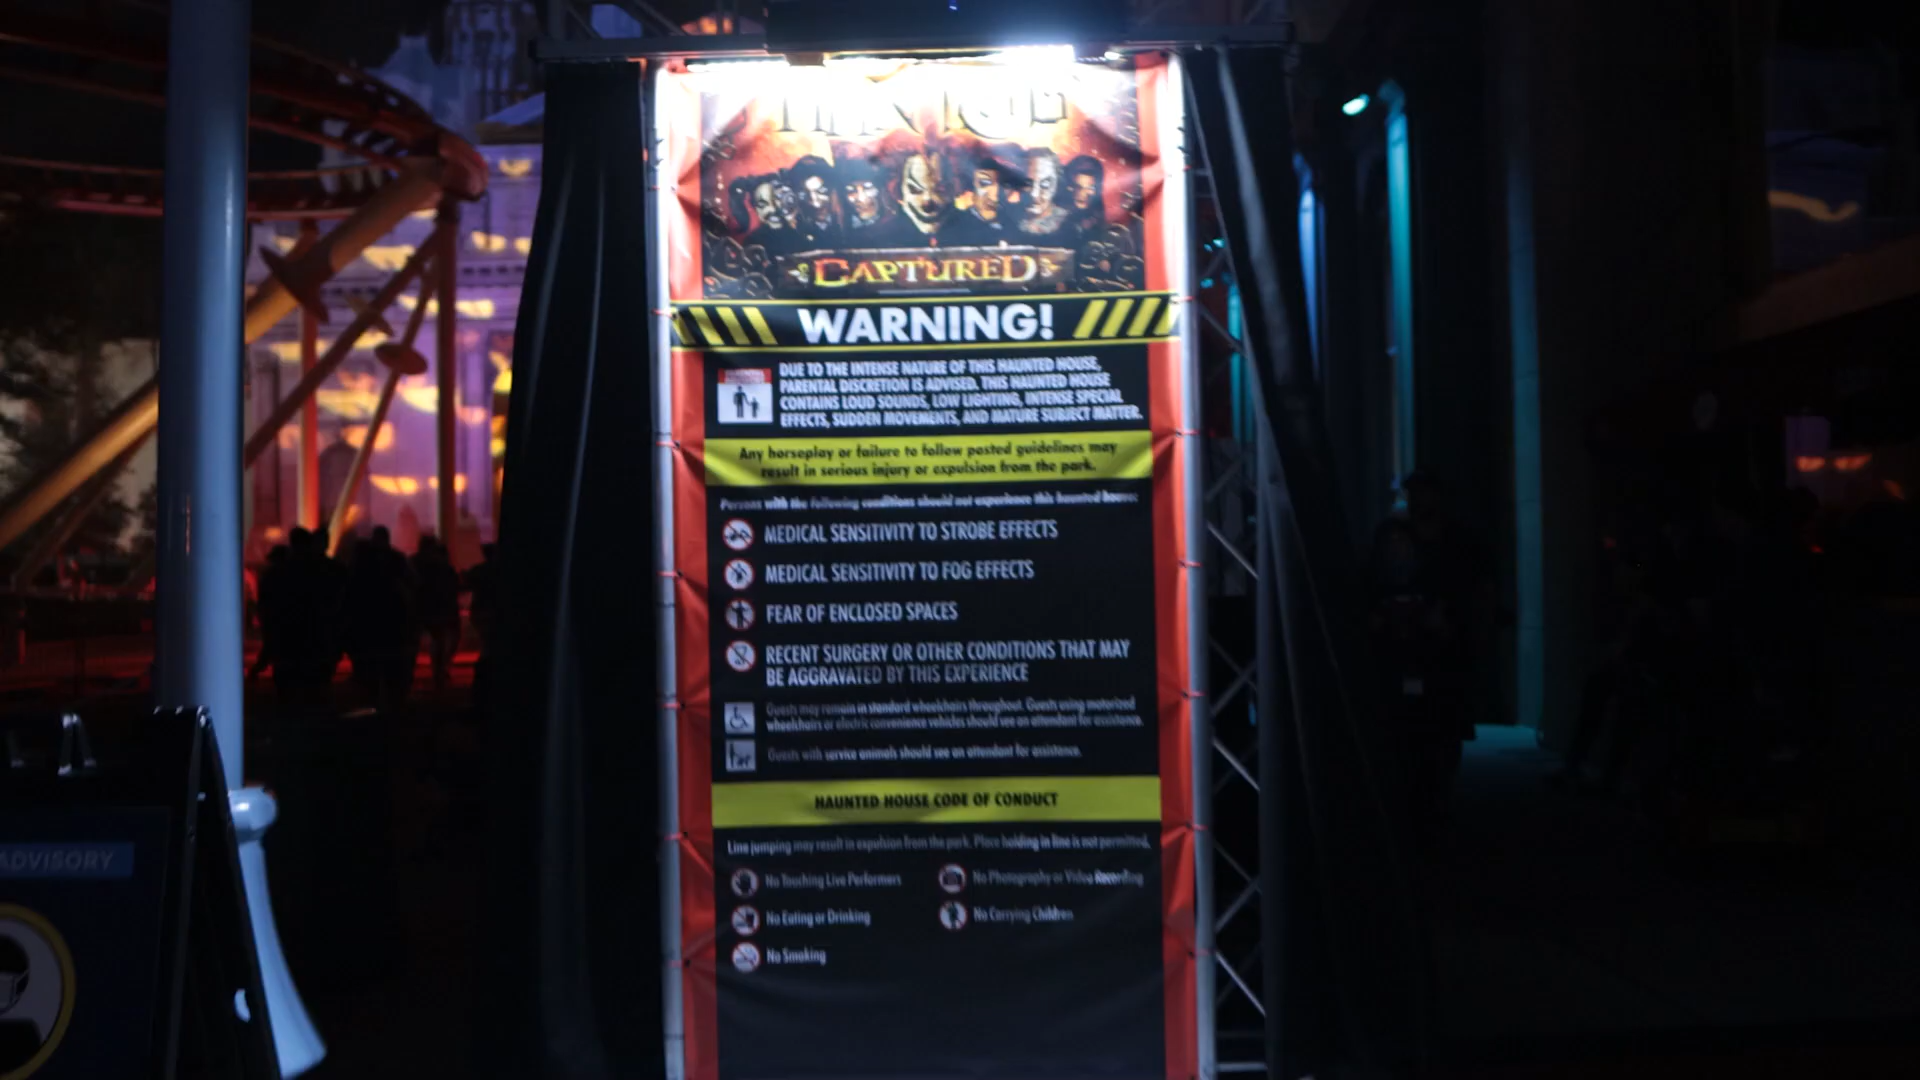 CAPTURED
WARNING!
DUE TO THE INTENSE NATURE OF THIS HAUNTED HOUSE,
PARENTAL DISCRETION IS ADVISED. THIS HAUNTED HOUSE
CONTAINS LOUD SOUNDS, LOW LIGHTING, INTENSE SPECIAL
EFFECTS, SUDDEN MOVEMENTS, AND MATURE SUBJECT MATTER.
Any horseplay or failure to follow posted guidelines may
result in serious injury or expulsion from the park.
Persons with the following conditions should not experience this haunted house:
MEDICAL SENSITIVITY TO STROBE EFFECTS
MEDICAL SENSITIVITY TO FOG EFFECTS
FEAR OF ENCLOSED SPACES
RECENT SURGERY OR OTHER CONDITIONS THAT MAY
BE AGGRAVATED BY THIS EXPERIENCE
Guests may remain in standard wheelchairs throughout. Guests using motorized
wheelchairs or electric convenience vehicles should see an attendant for assistance.
Guests with service animals should see an attendant for assistance.
HAUNTED HOUSE CODE OF CONDUCT
Line jumping may result in expulsion from the park. Place holding in line is not permitted.
No Touching Live Performers
No Photography or Video Recording
No Eating or Drinking
No Carrying Children
No Smoking
ADVISORY